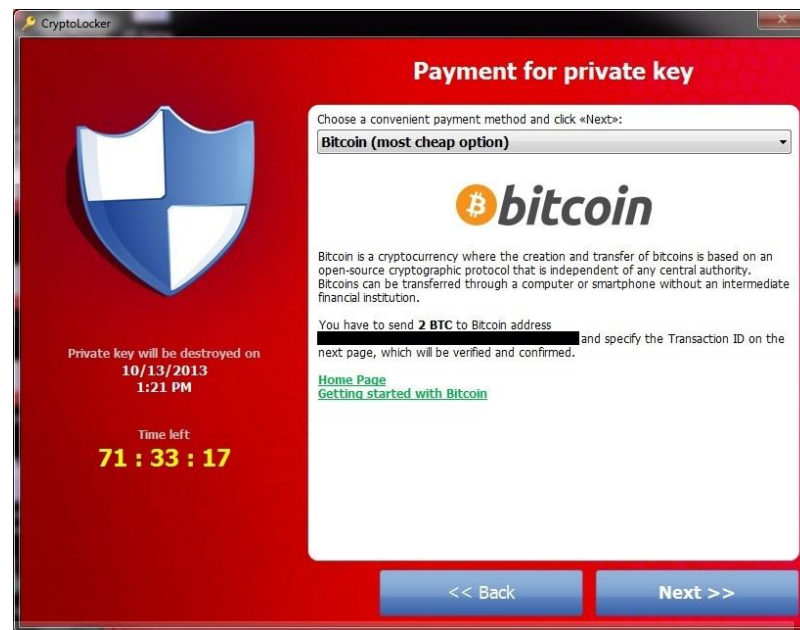 CryptoLocker
Payment for private key
Choose a convenient payment method and click «Next»:
Bitcoin (most cheap option)
bitcoin
Bitcoin is a cryptocurrency where the creation and transfer of bitcoins is based on an
open-source cryptographic protocol that is independent of any central authority.
Bitcoins can be transferred through a computer or smartphone without an intermediate
financial institution.
You have to send 2 BTC to Bitcoin address
and specify the Transaction ID on the
next page, which will be verified and confirmed.
Home Page
Getting started with Bitcoin
Private key will be destroyed on
10/13/2013
1:21 PM
Time left
71 : 33 : 17
<< Back
Next >>